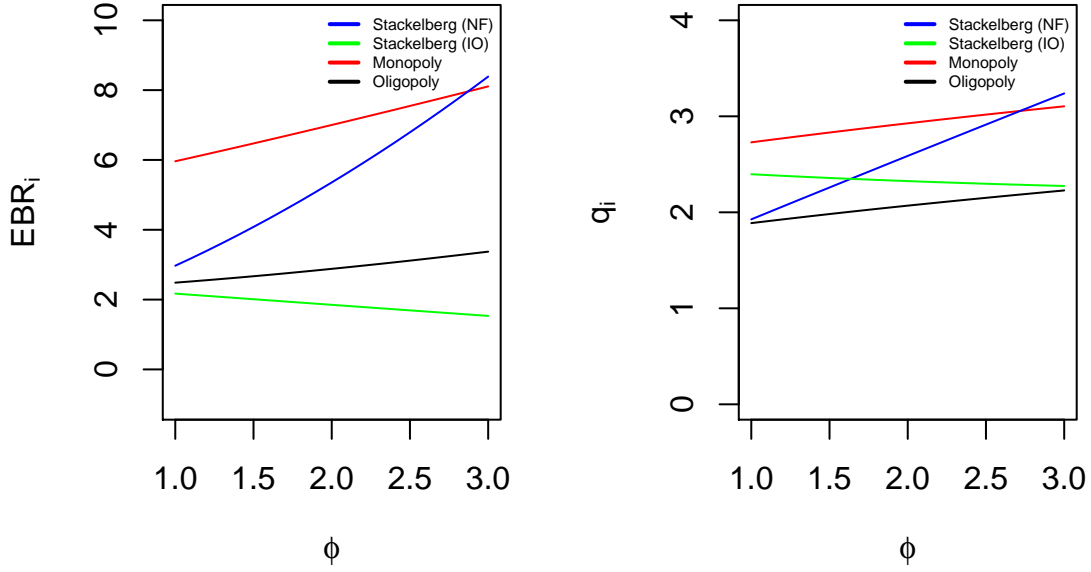 Stackelberg (NF)
Stackelberg (IO)
Monopoly
Oligopoly
10
8
6
4
2
0
EBRi
1.0 1.5 2.0 2.5 3.0
ϕ
Stackelberg (NF)
Stackelberg (IO)
Monopoly
Oligopoly
4
3
2
1
0
qi
1.0 1.5 2.0 2.5 3.0
ϕ